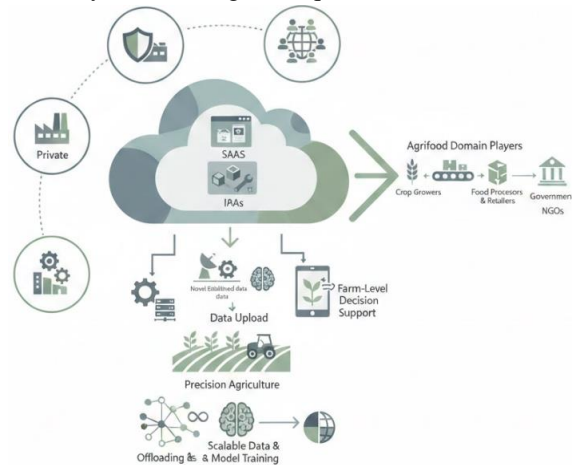 Private
SAAS
IAAs
Agrifood Domain Players
Crop Growers
Food Procesors
& Retailers
Governmen
NGOs
Novel Establhsed data
data
Data Upload
Farm-Level
Decision
Support
Precision Agriculture
Scalable Data &
Offloading & Model Training